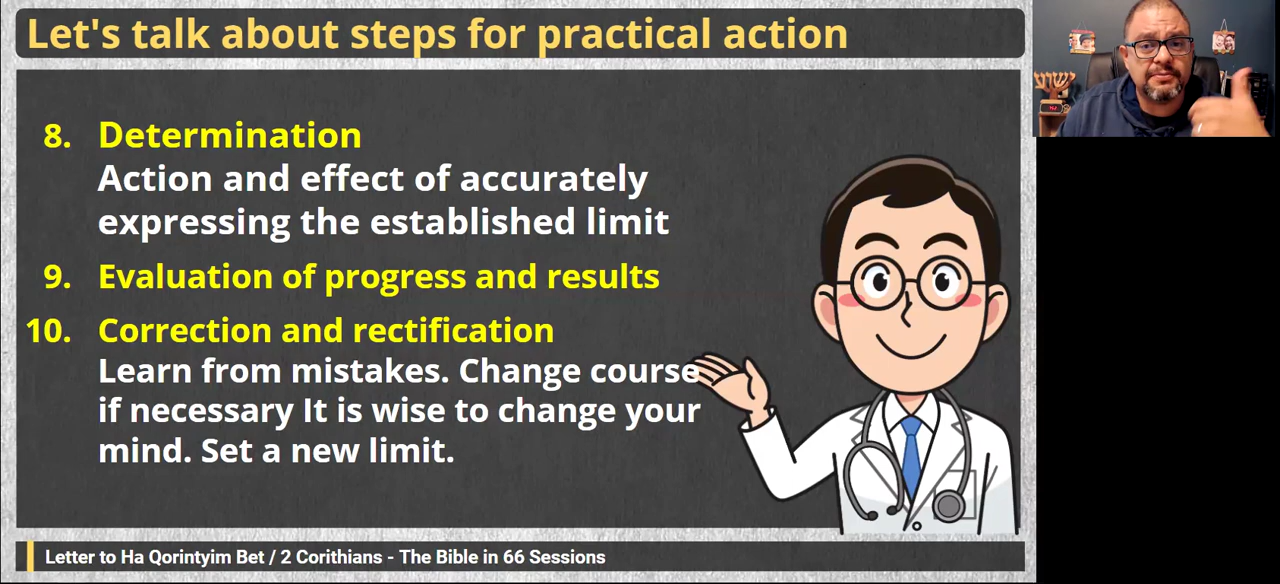 Let's talk about steps for practical action
8. Determination
Action and effect of accurately
expressing the established limit
9. Evaluation of progress and results
10. Correction and rectification
Learn from mistakes. Change course
if necessary It is wise to change your
mind. Set a new limit.
Letter to Ha Qorintyim Bet / 2 Corithians - The Bible in 66 Sessions